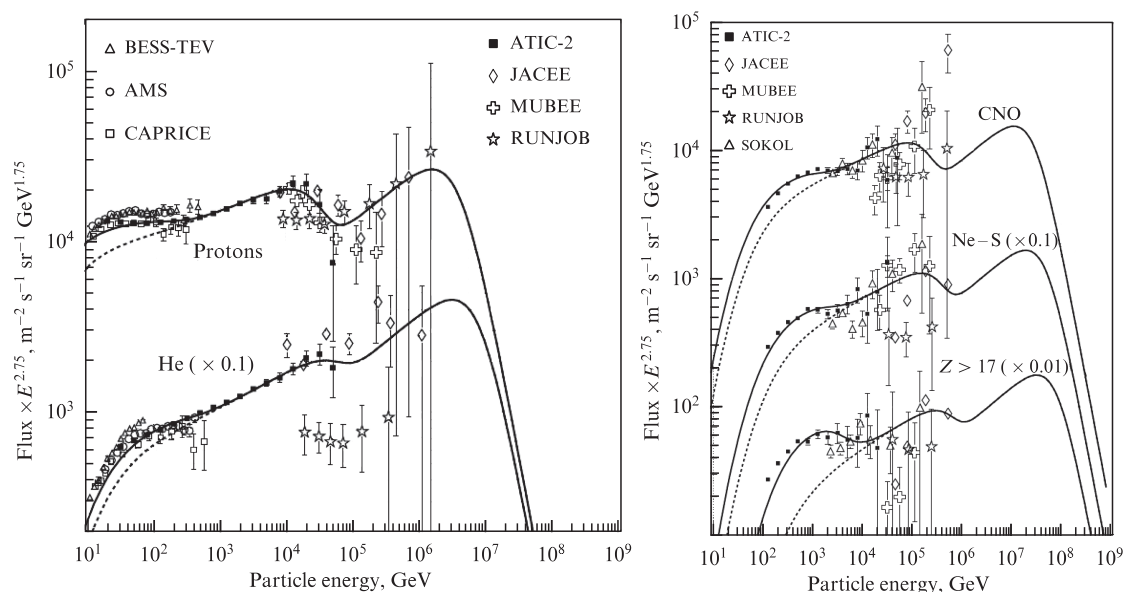 BESS-TEV
AMS
CAPRICE
ATIC-2
JACEE
MUBEE
RUNJOB
10^5
10^4
10^3
Protons
He ( × 0.1)
Flux × E^2.75, m^−2 s^−1 sr^−1 GeV^1.75
10^1 10^2 10^3 10^4 10^5 10^6 10^7 10^8 10^9
Particle energy, GeV
ATIC-2
JACEE
MUBEE
RUNJOB
SOKOL
10^5
10^4
10^3
10^2
CNO
Ne–S (×0.1)
Z > 17 (×0.01)
Flux × E^2.75, m^−2 s^−1 sr^−1 GeV^1.75
10^1 10^2 10^3 10^4 10^5 10^6 10^7 10^8 10^9
Particle energy, GeV